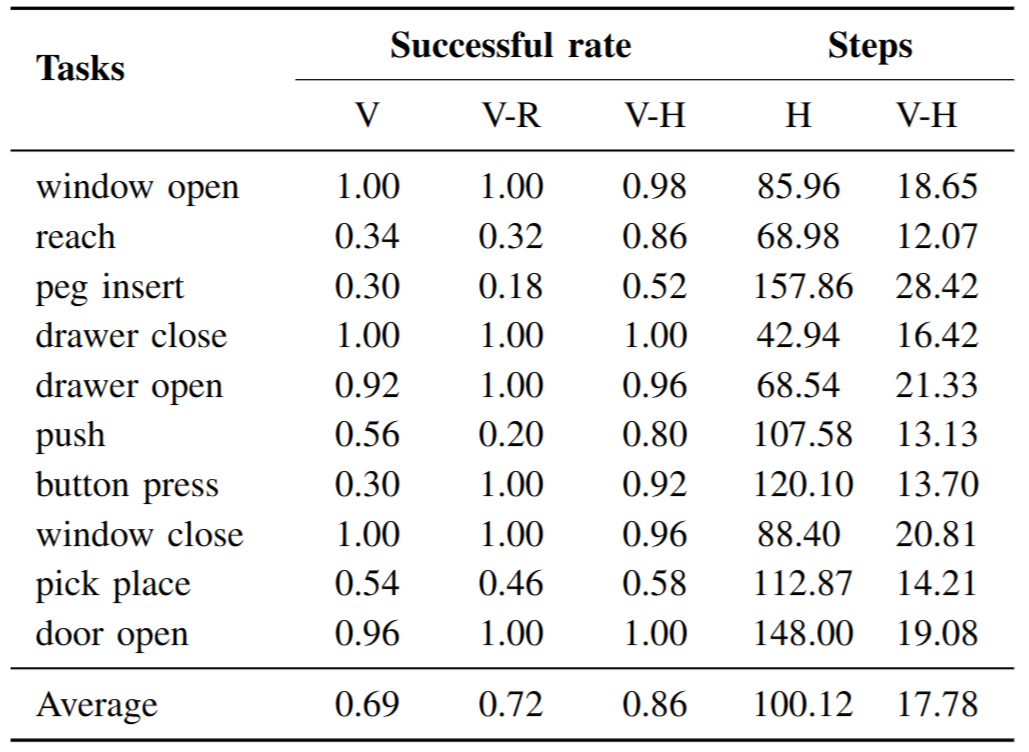 Tasks Successful rate Steps
V V-R V-H H V-H
window open 1.00 1.00 0.98 85.96 18.65
reach 0.34 0.32 0.86 68.98 12.07
peg insert 0.30 0.18 0.52 157.86 28.42
drawer close 1.00 1.00 1.00 42.94 16.42
drawer open 0.92 1.00 0.96 68.54 21.33
push 0.56 0.20 0.80 107.58 13.13
button press 0.30 1.00 0.92 120.10 13.70
window close 1.00 1.00 0.96 88.40 20.81
pick place 0.54 0.46 0.58 112.87 14.21
door open 0.96 1.00 1.00 148.00 19.08
Average 0.69 0.72 0.86 100.12 17.78